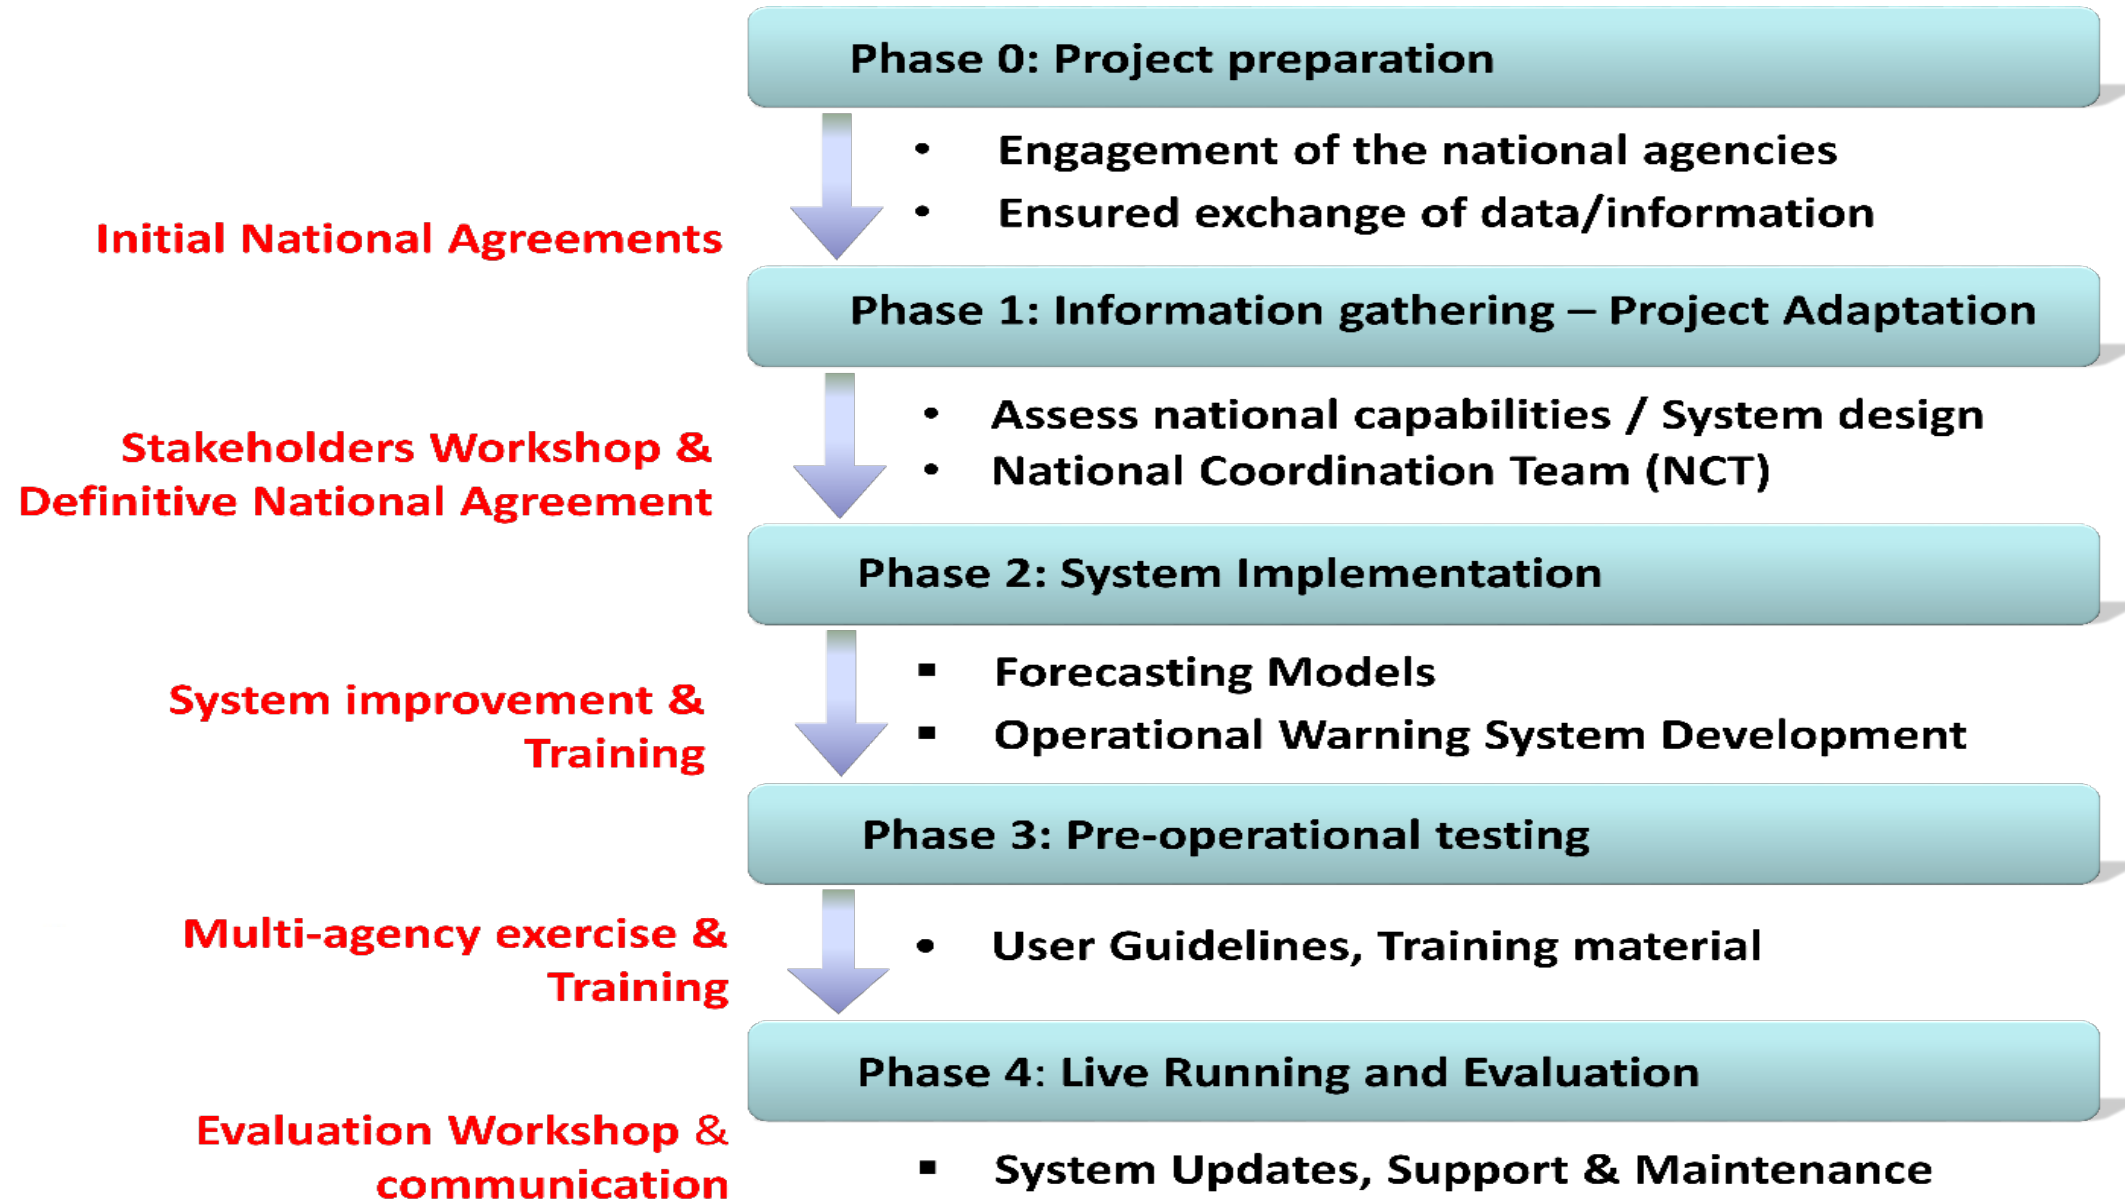 Phase 0: Project preparation
• Engagement of the national agencies
• Ensured exchange of data/information
Initial National Agreements
Phase 1: Information gathering – Project Adaptation
• Assess national capabilities / System design
• National Coordination Team (NCT)
Stakeholders Workshop &
Definitive National Agreement
Phase 2: System Implementation
▪ Forecasting Models
▪ Operational Warning System Development
System improvement &
Training
Phase 3: Pre-operational testing
• User Guidelines, Training material
Multi-agency exercise &
Training
Phase 4: Live Running and Evaluation
▪ System Updates, Support & Maintenance
Evaluation Workshop &
communication